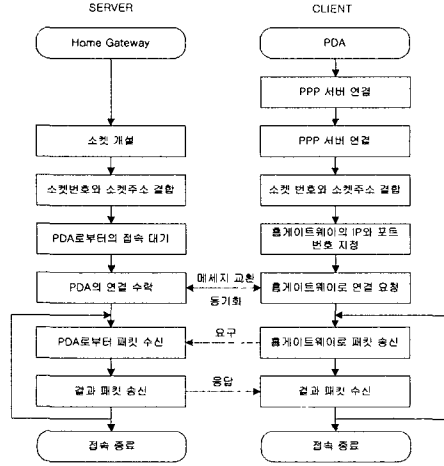 SERVER
CLIENT
Home Gateway
PDA
PPP 서버 연결
소켓 개설
PPP 서버 연결
소켓번호와 소켓주소 결합
소켓 번호와 소켓주소 결합
PDA로부터의 접속 대기
홈게이트웨이의 IP와 포트
번호 지정
PDA의 연결 수락
메세지 교환
동기화
홈게이트웨이로 연결 요청
PDA로부터 패킷 수신
요구
홈게이트웨이로 패킷 송신
결과 패킷 송신
응답
결과 패킷 수신
접속 종료
접속 종료